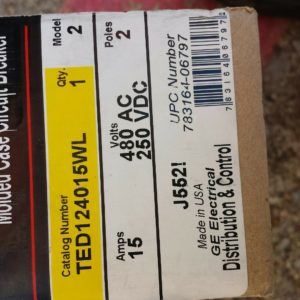 Molded Case Circuit Breaker
Catalog Number
TED124015WL
Qty.
1
Model
2
Amps
15
Volts
480 AC
250 VDC
Poles
2
J552!
Made in USA
GE Electrical
Distribution & Control
UPC Number
783164-06797